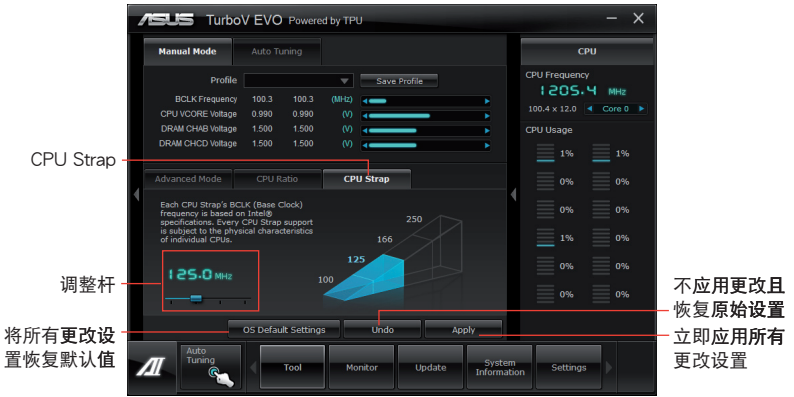 ASUS TurboV EVO Powered by TPU
Manual Mode Auto Tuning
Profile Save Profile
BCLK Frequency 100.3 100.3 (MHz)
CPU VCORE Voltage 0.990 0.990 (V)
DRAM CHAB Voltage 1.500 1.500 (V)
DRAM CHCD Voltage 1.500 1.500 (V)
CPU
CPU Frequency
1205.4 MHz
100.4 x 12.0 Core 0
CPU Usage
1% 1%
0% 0%
0% 0%
1% 0%
0% 0%
0% 0%
CPU Strap
Advanced Mode CPU Ratio CPU Strap
Each CPU Strap's BCLK (Base
Clock)
frequency is based on Intel®
specifications. Every CPU Strap support
is subject to the physical characteristics
of individual CPUs.
250
166
125
100
调整杆
125.0 MHz
OS Default Settings Undo Apply
将所有更改设
置恢复默认值
不应用更改且
恢复原始设置
立即应用所有
更改设置
Auto
Tuning
Tool Monitor Update System
Information Settings